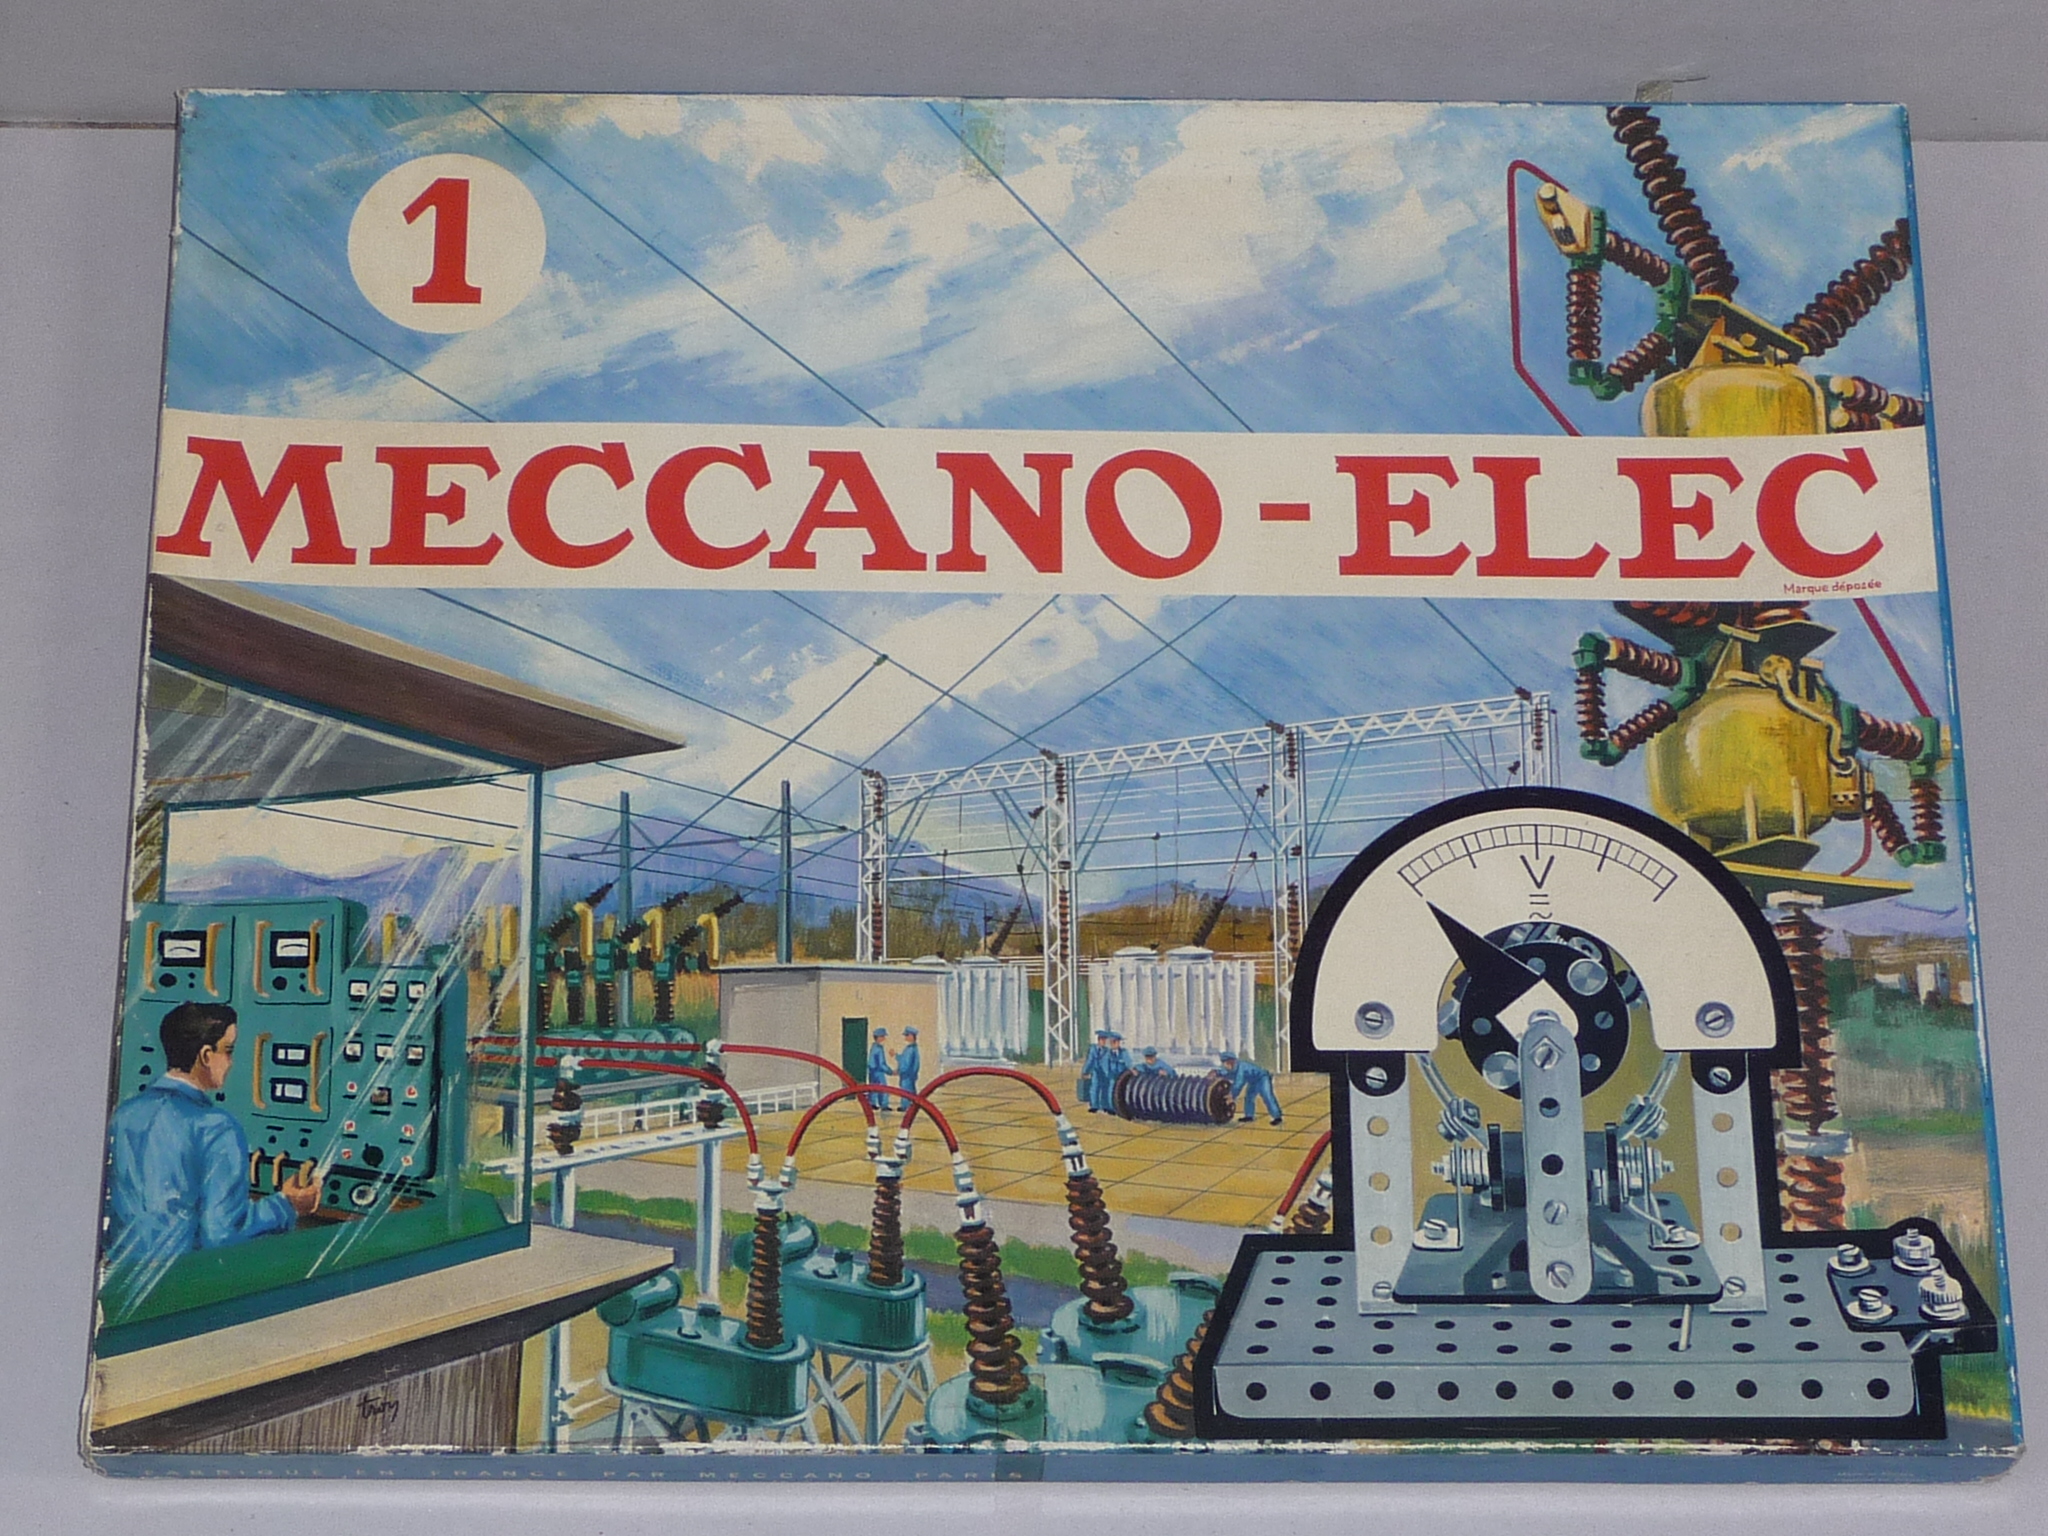 1
MECCANO - ELEC
Marque déposée
V
FABRIQUÉ EN FRANCE PAR MECCANO PARIS